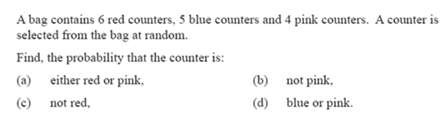 A bag contains 6 red counters, 5 blue counters and 4 pink counters. A counter is
selected from the bag at random.
Find, the probability that the counter is:
(a) either red or pink, (b) not pink,
(c) not red, (d) blue or pink.